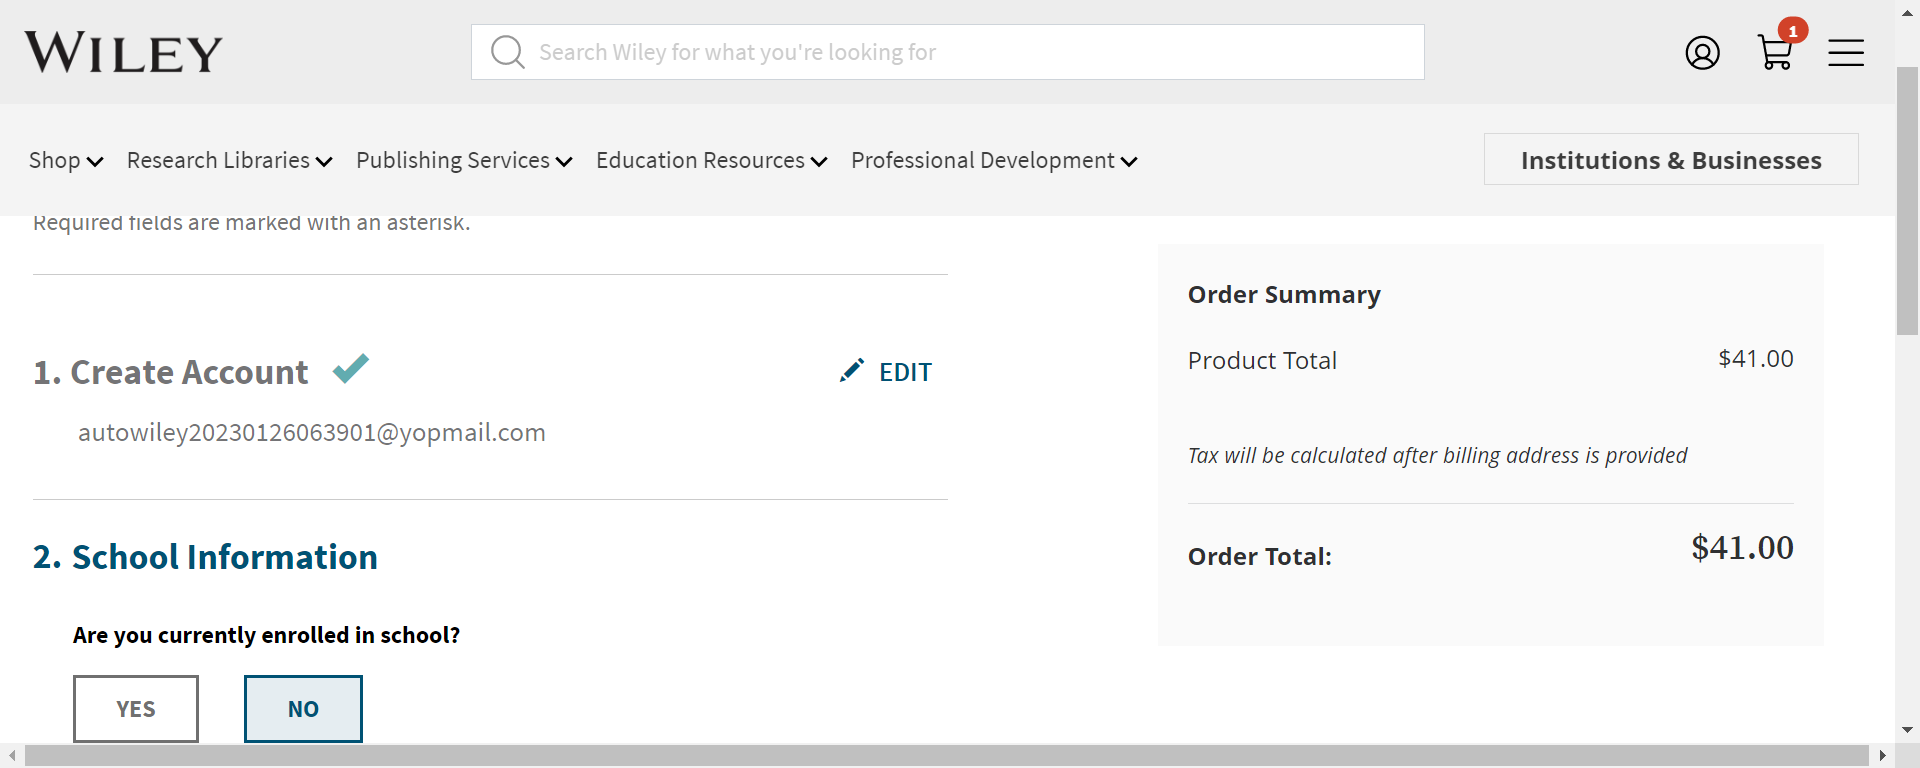 WILEY
Search Wiley for what you're looking for
1
Shop
Research Libraries
Publishing Services
Education Resources
Professional Development
Institutions & Businesses
Required fields are marked with an asterisk.
1. Create Account
EDIT
autowiley20230126063901@yopmail.com
2. School Information
Are you currently enrolled in school?
YES
NO
Order Summary
Product Total
$41.00
Tax will be calculated after billing address is provided
Order Total:
$41.00